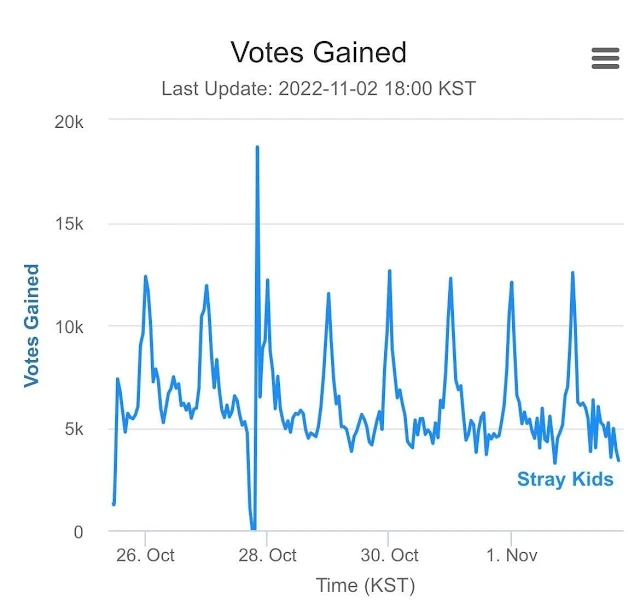 Votes Gained
Last Update: 2022-11-02 18:00 KST
20k
15k
10k
5k
0
Votes Gained
Stray Kids
26. Oct
28. Oct
30. Oct
1. Nov
Time (KST)